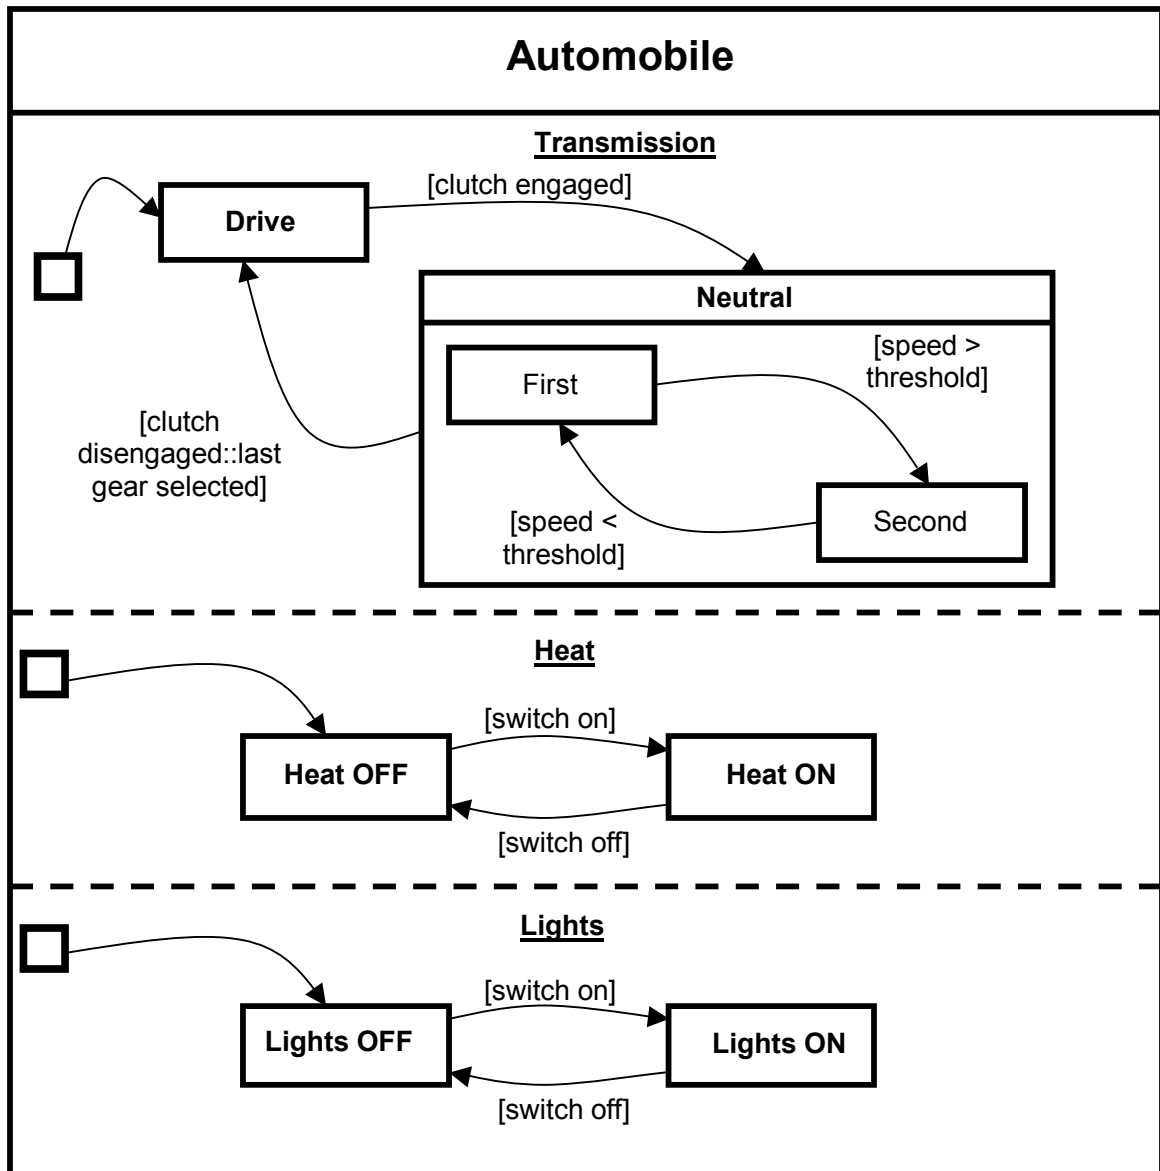 Automobile
Transmission
[clutch engaged]
Drive
Neutral
[speed >
threshold]
First
[clutch
disengaged::last
gear selected]
Second
[speed <
threshold]
Heat
[switch on]
Heat OFF
Heat ON
[switch off]
Lights
[switch on]
Lights OFF
Lights ON
[switch off]